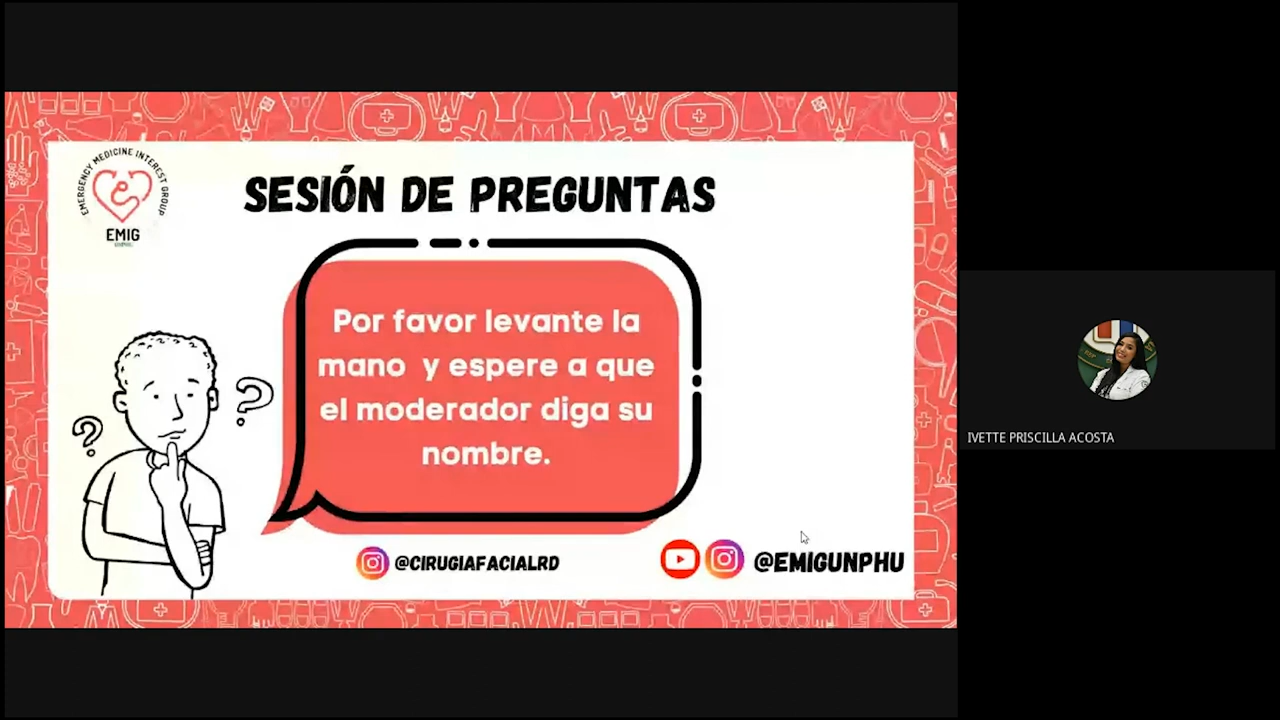 EMERGENCY MEDICINE INTEREST GROUP
EMIG
SESIÓN DE PREGUNTAS
Por favor levante la
mano y espere a que
el moderador diga su
nombre.
@CIRUGIAFACIALRD
@EMIGUNPHU
IVETTE PRISCILLA ACOSTA